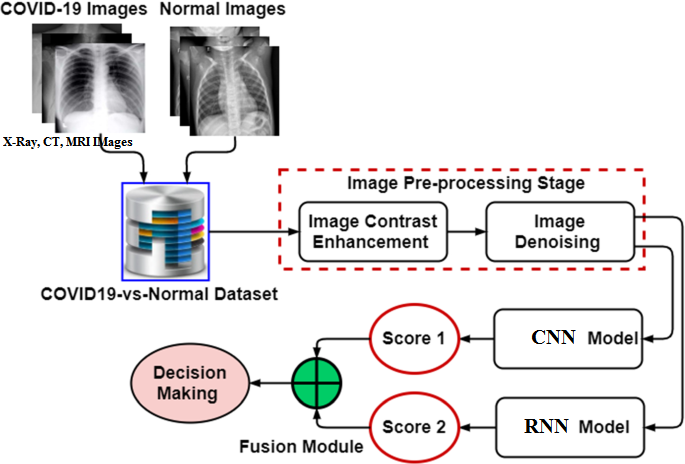 COVID-19 Images
Normal Images
X-Ray, CT, MRI IMages
COVID19-vs-Normal Dataset
Image Pre-processing Stage
Image Contrast
Enhancement
Image
Denoising
CNN Model
Score 1
RNN Model
Score 2
Fusion Module
Decision
Making